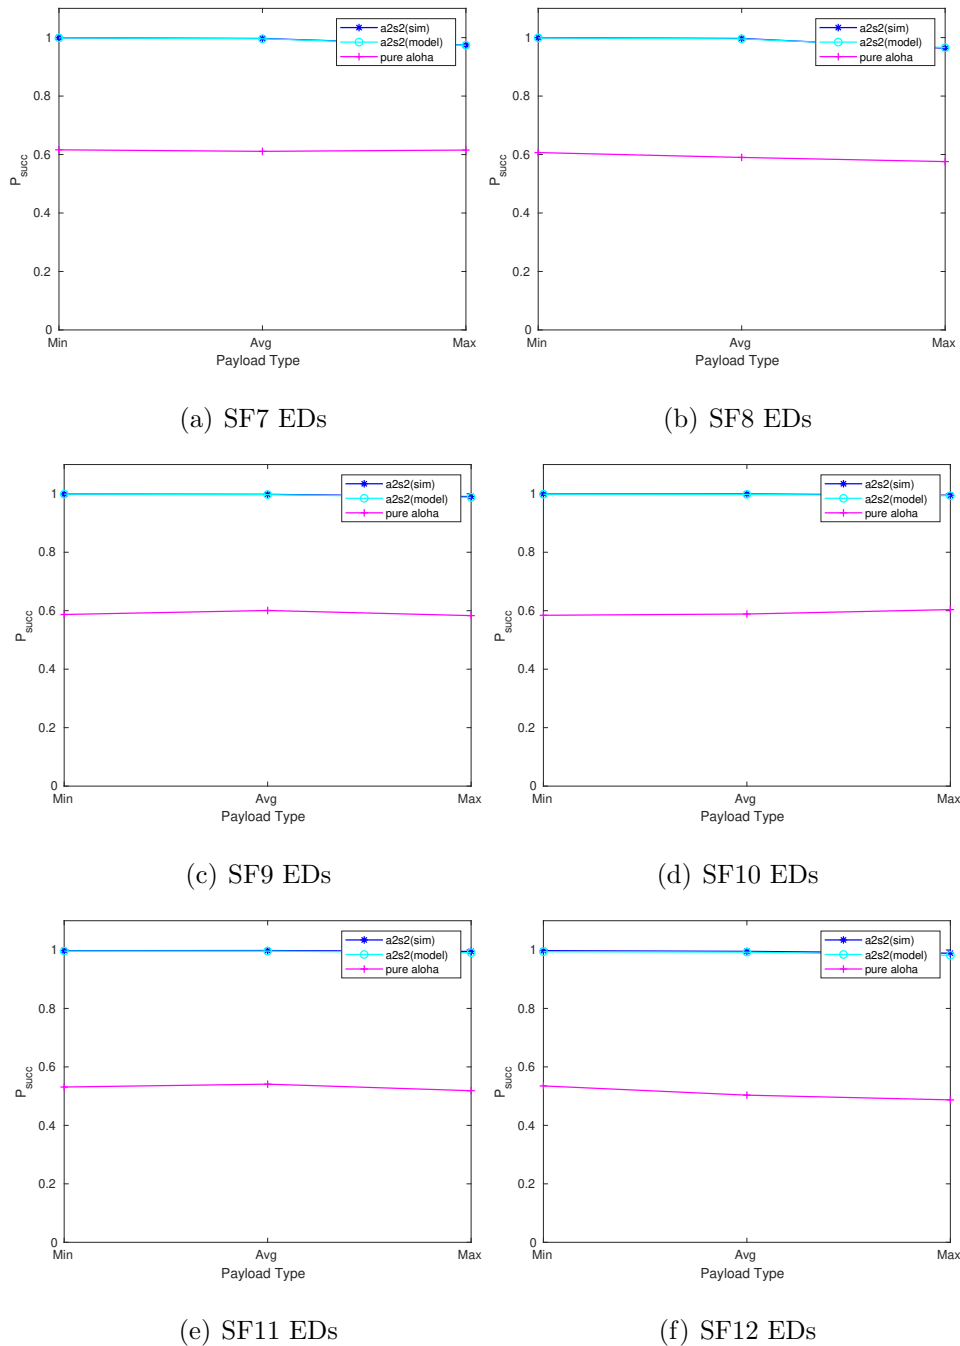 a2s2(sim)
a2s2(model)
pure aloha
1
0.8
0.6
0.4
0.2
0
P_succ
Min
Avg
Max
Payload Type
(a) SF7 EDs
a2s2(sim)
a2s2(model)
pure aloha
1
0.8
0.6
0.4
0.2
0
P_succ
Min
Avg
Max
Payload Type
(b) SF8 EDs
a2s2(sim)
a2s2(model)
pure aloha
1
0.8
0.6
0.4
0.2
0
P_succ
Min
Avg
Max
Payload Type
(c) SF9 EDs
a2s2(sim)
a2s2(model)
pure aloha
1
0.8
0.6
0.4
0.2
0
P_succ
Min
Avg
Max
Payload Type
(d) SF10 EDs
a2s2(sim)
a2s2(model)
pure aloha
1
0.8
0.6
0.4
0.2
0
P_succ
Min
Avg
Max
Payload Type
(e) SF11 EDs
a2s2(sim)
a2s2(model)
pure aloha
1
0.8
0.6
0.4
0.2
0
P_succ
Min
Avg
Max
Payload Type
(f) SF12 EDs